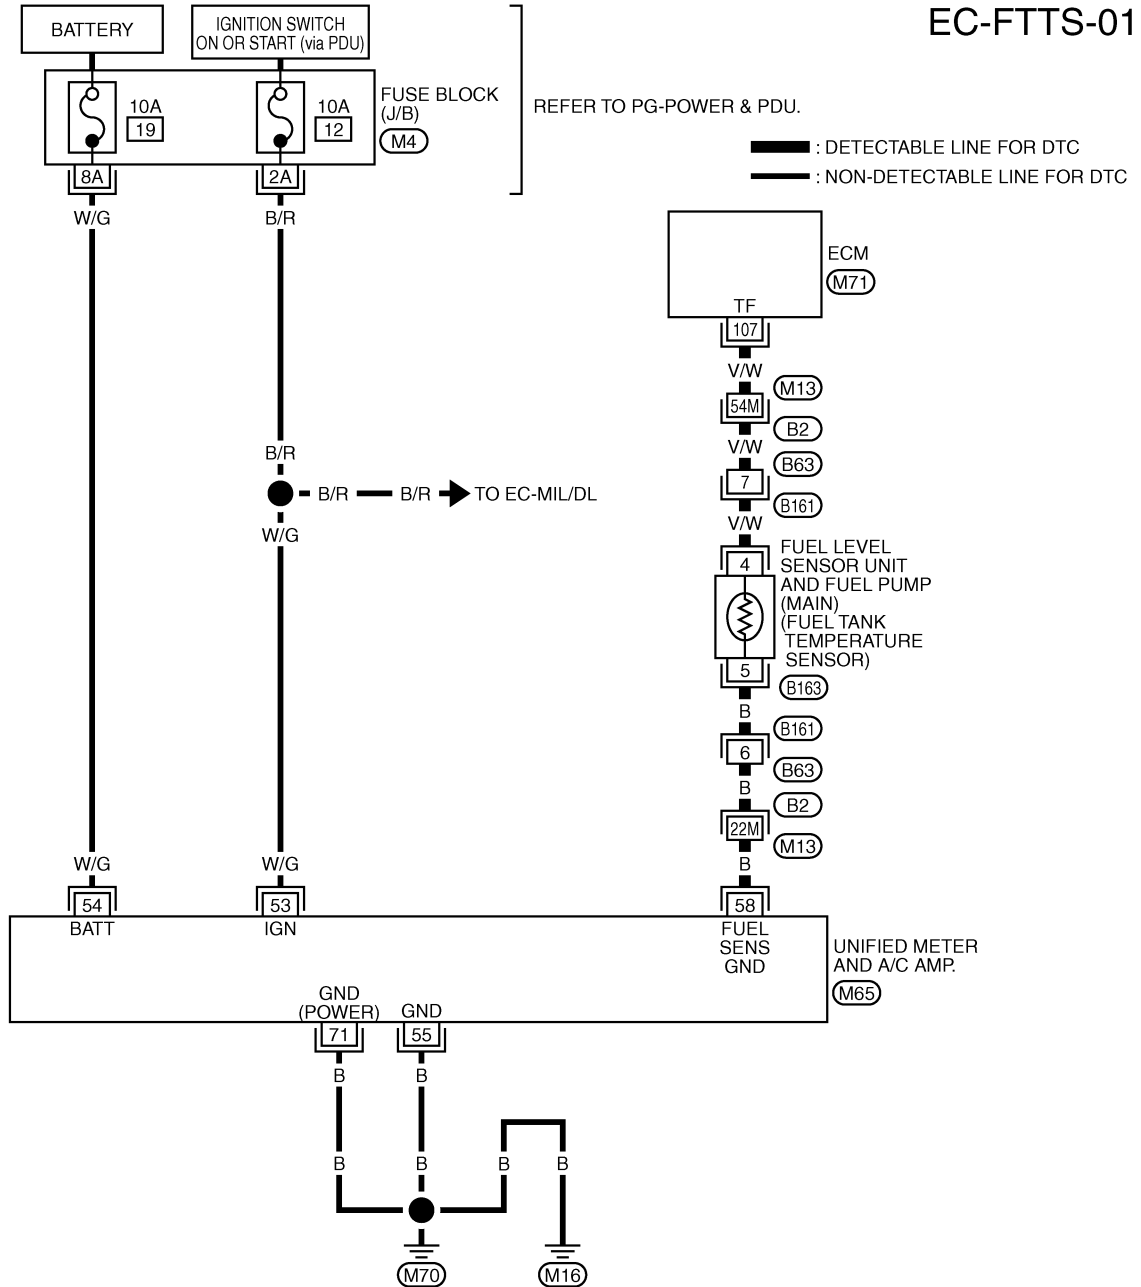 EC-FTTS-01
BATTERY
IGNITION SWITCH
ON OR START (via PDU)
10A
19
10A
12
FUSE BLOCK
(J/B)
M4
REFER TO PG-POWER & PDU.
8A
2A
W/G
B/R
: DETECTABLE LINE FOR DTC
: NON-DETECTABLE LINE FOR DTC
ECM
M71
TF
107
V/W
M13
54M
B2
V/W
B63
7
B161
V/W
B/R
B/R
B/R
TO EC-MIL/DL
W/G
4
FUEL LEVEL
SENSOR UNIT
AND FUEL PUMP
(MAIN)
(FUEL TANK
TEMPERATURE
SENSOR)
5
B163
B
B161
6
B63
B
B2
22M
M13
B
W/G
W/G
54
53
58
BATT
IGN
FUEL
SENS
GND
UNIFIED METER
AND A/C AMP.
M65
GND
(POWER)
GND
71
55
B
B
B
B
B
B
M70
M16